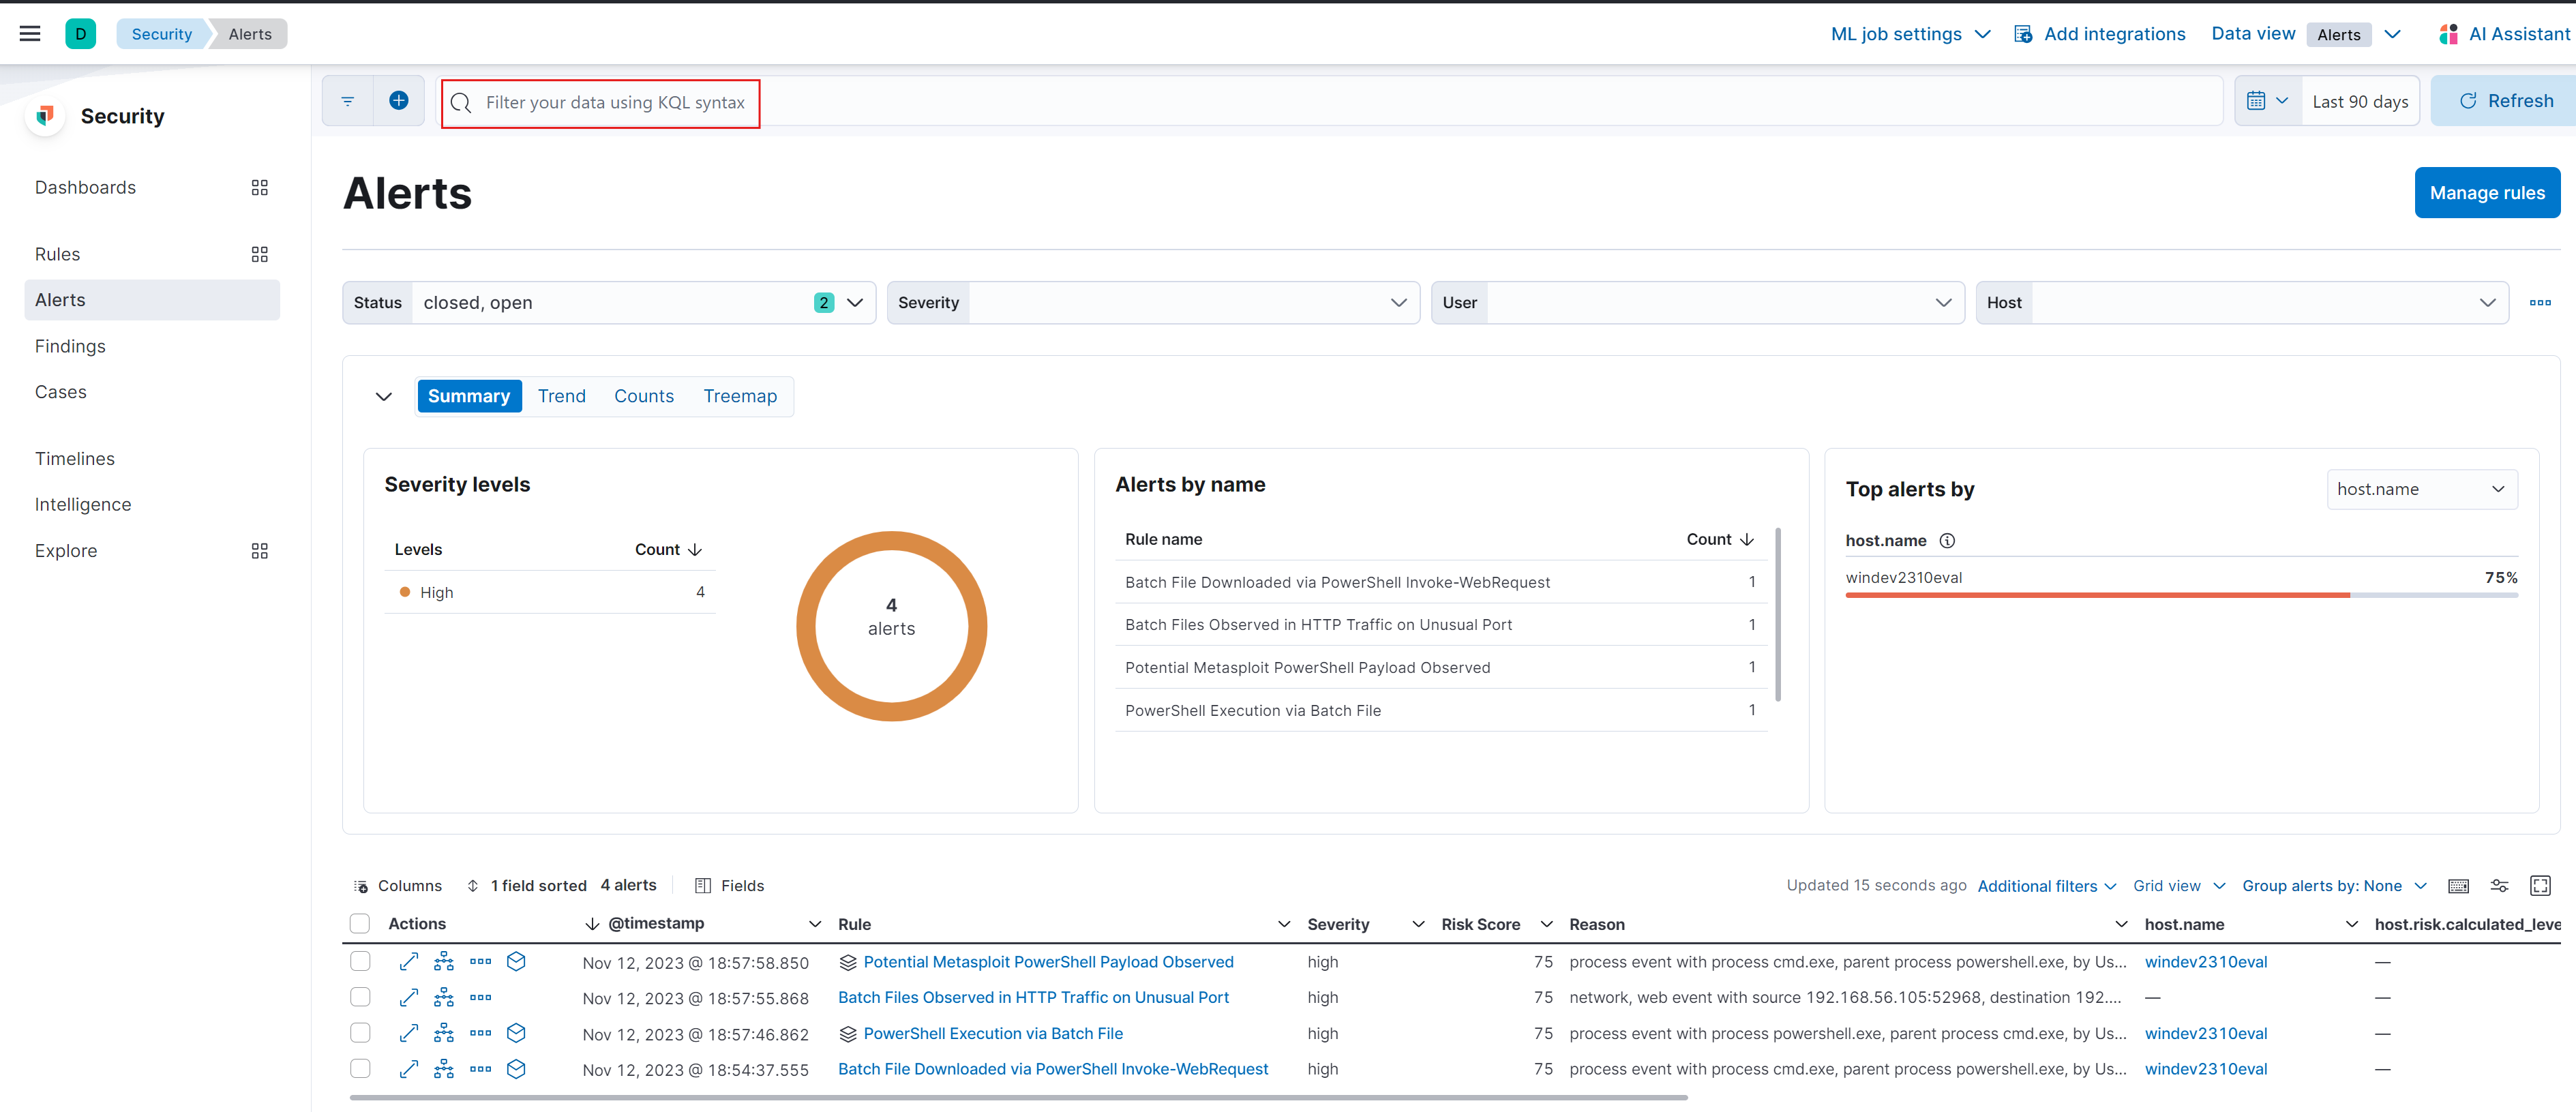 D Security Alerts ML job settings Add integrations Data view Alerts AI Assistant
Filter your data using KQL syntax Last 90 days Refresh
Security
Dashboards
Rules
Alerts
Findings
Cases
Timelines
Intelligence
Explore
Alerts Manage rules
Status closed, open 2 Severity User Host
Summary Trend Counts Treemap
Severity levels
Levels Count
High 4
4
alerts
Alerts by name
Rule name Count
Batch File Downloaded via PowerShell Invoke-WebRequest 1
Batch Files Observed in HTTP Traffic on Unusual Port 1
Potential Metasploit PowerShell Payload Observed 1
PowerShell Execution via Batch File 1
Top alerts by host.name
host.name
windev2310eval 75%
Columns 1 field sorted 4 alerts Fields Updated 15 seconds ago Additional filters Grid view Group alerts by: None
Actions @timestamp Rule Severity Risk Score Reason host.name host.risk.calculated_leve
Nov 12, 2023 @ 18:57:58.850 Potential Metasploit PowerShell Payload Observed high 75 process event with process cmd.exe, parent process powershell.exe, by Us... windev2310eval —
Nov 12, 2023 @ 18:57:55.868 Batch Files Observed in HTTP Traffic on Unusual Port high 75 network, web event with source 192.168.56.105:52968, destination 192.... — —
Nov 12, 2023 @ 18:57:46.862 PowerShell Execution via Batch File high 75 process event with process powershell.exe, parent process cmd.exe, by Us... windev2310eval —
Nov 12, 2023 @ 18:54:37.555 Batch File Downloaded via PowerShell Invoke-WebRequest high 75 process event with process cmd.exe, parent process powershell.exe, by Us... windev2310eval —